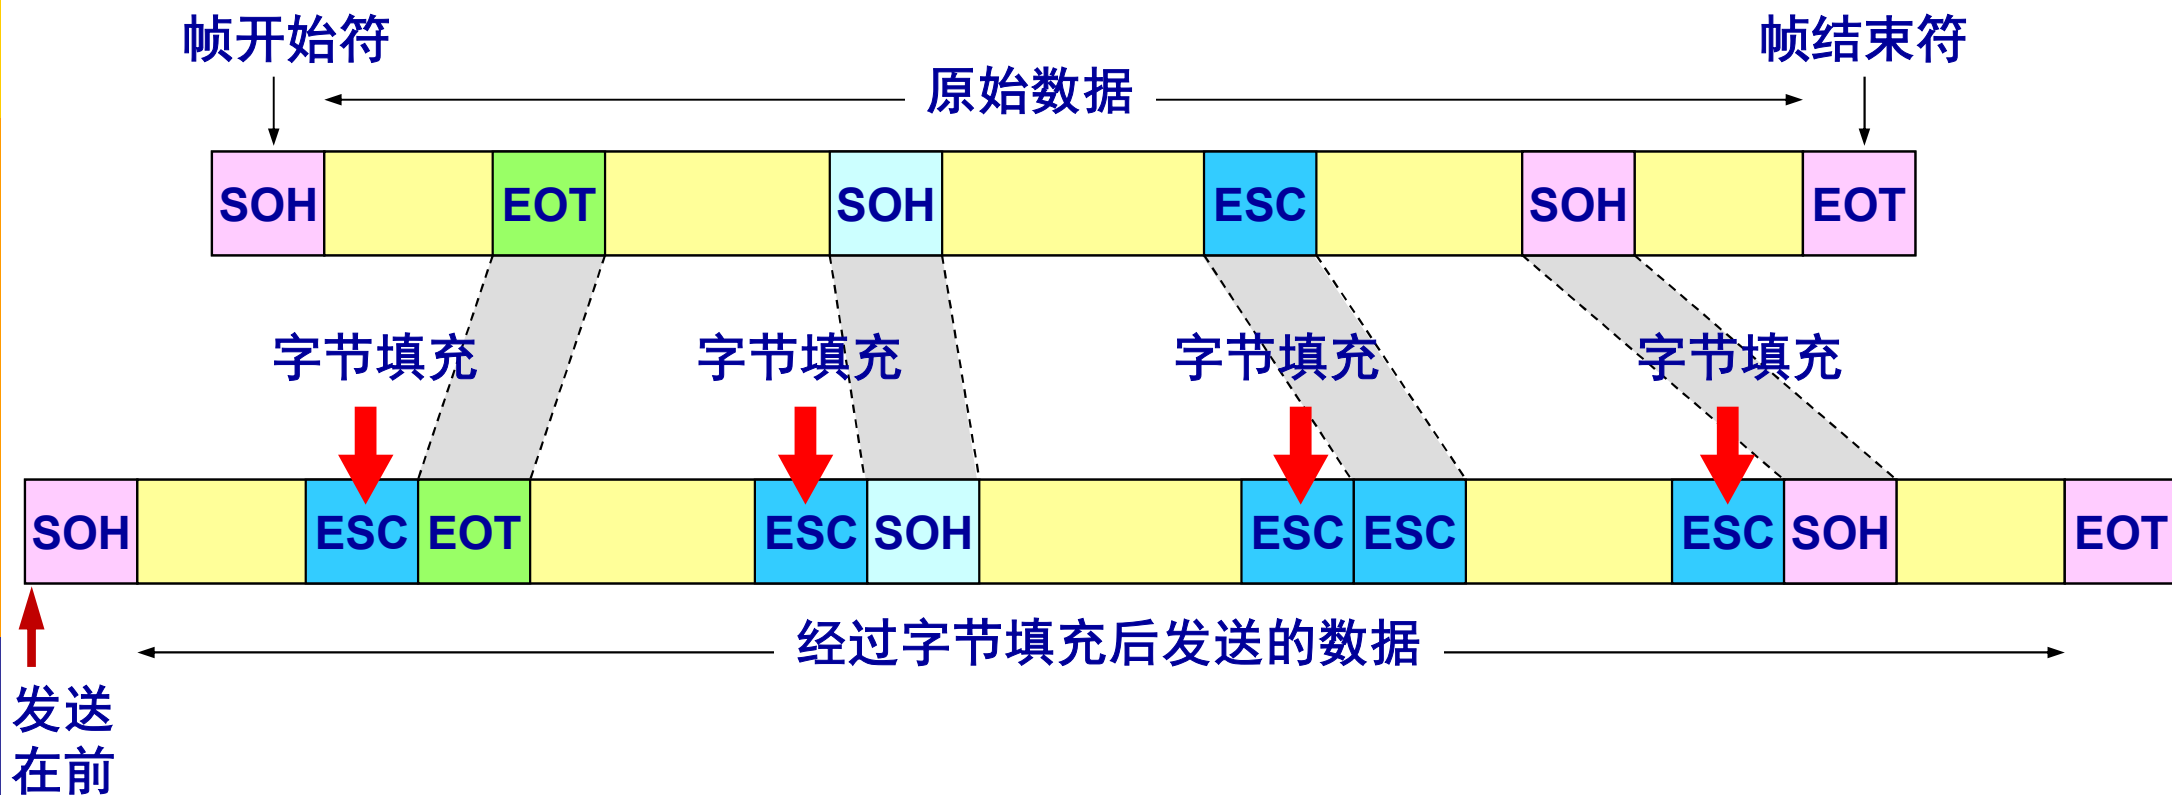 帧开始符
帧结束符
原始数据
SOH EOT SOH ESC SOH EOT
字节填充 字节填充 字节填充 字节填充
SOH ESC EOT ESC SOH ESC ESC ESC SOH EOT
经过字节填充后发送的数据
发送
在前